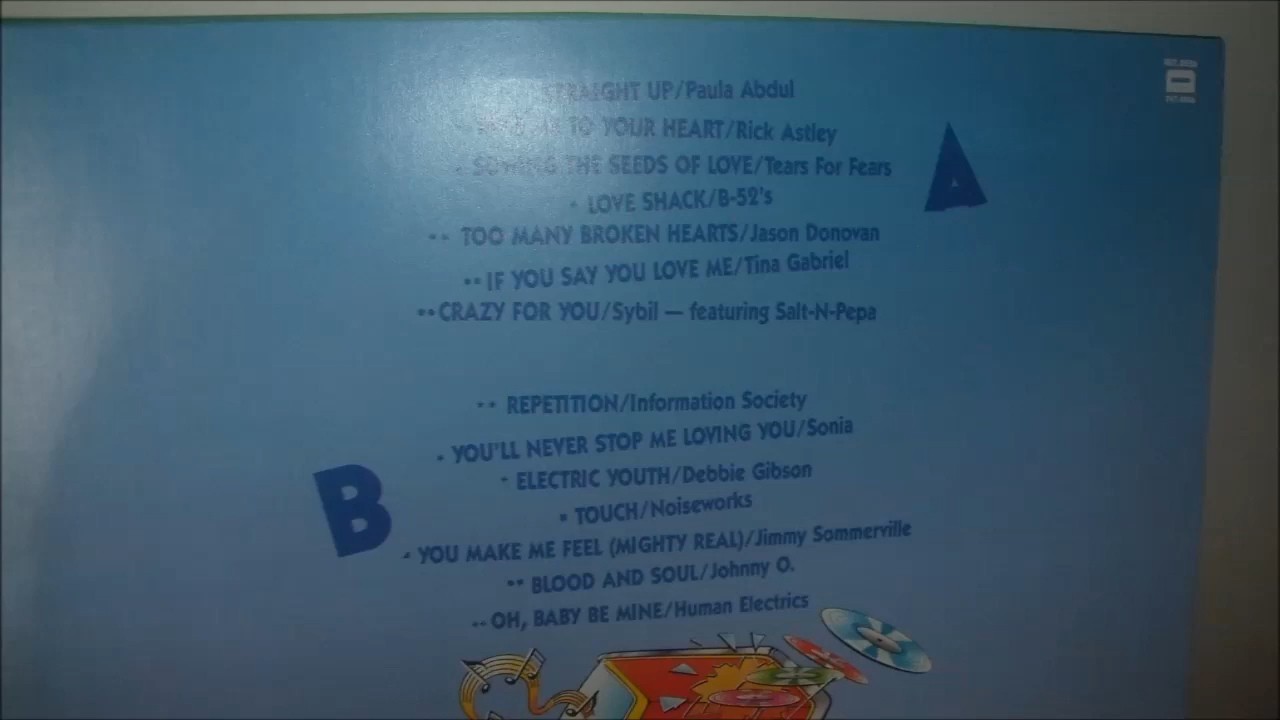 STRAIGHT UP/Paula Abdul
TO YOUR HEART/Rick Astley
• SOWING THE SEEDS OF LOVE/Tears For Fears
• LOVE SHACK/B-52's
•• TOO MANY BROKEN HEARTS/Jason Donovan
•• IF YOU SAY YOU LOVE ME/Tina Gabriel
•• CRAZY FOR YOU/Sybil — featuring Salt-N-Pepa
A
•• REPETITION/Information Society
• YOU'LL NEVER STOP ME LOVING YOU/Sonia
• ELECTRIC YOUTH/Debbie Gibson
• TOUCH/Noiseworks
• YOU MAKE ME FEEL (MIGHTY REAL)/Jimmy Sommerville
•• BLOOD AND SOUL/Johnny O.
•• OH, BABY BE MINE/Human Electrics
B